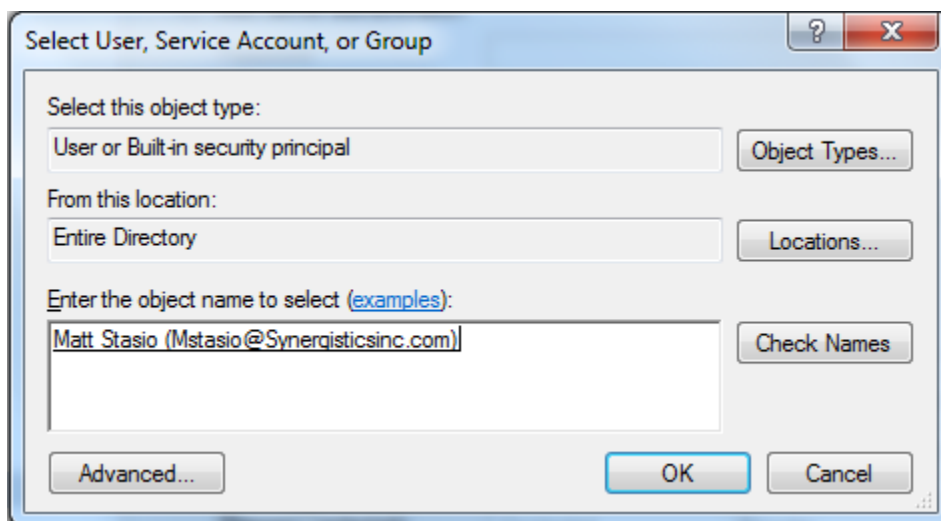 Select User, Service Account, or Group
Select this object type:
User or Built-in security principal
Object Types...
From this location:
Entire Directory
Locations...
Enter the object name to select (examples):
Matt Stasio (Mstasio@Synergisticsinc.com)
Check Names
Advanced...
OK
Cancel